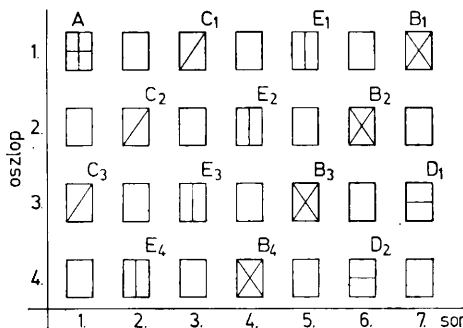 A C₁ E₁ B₁
1.
C₂ E₂ B₂
2.
oszlop
C₃ E₃ B₃ D₁
3.
E₄ B₄ D₂
4.
1. 2. 3. 4. 5. 6. 7. sor